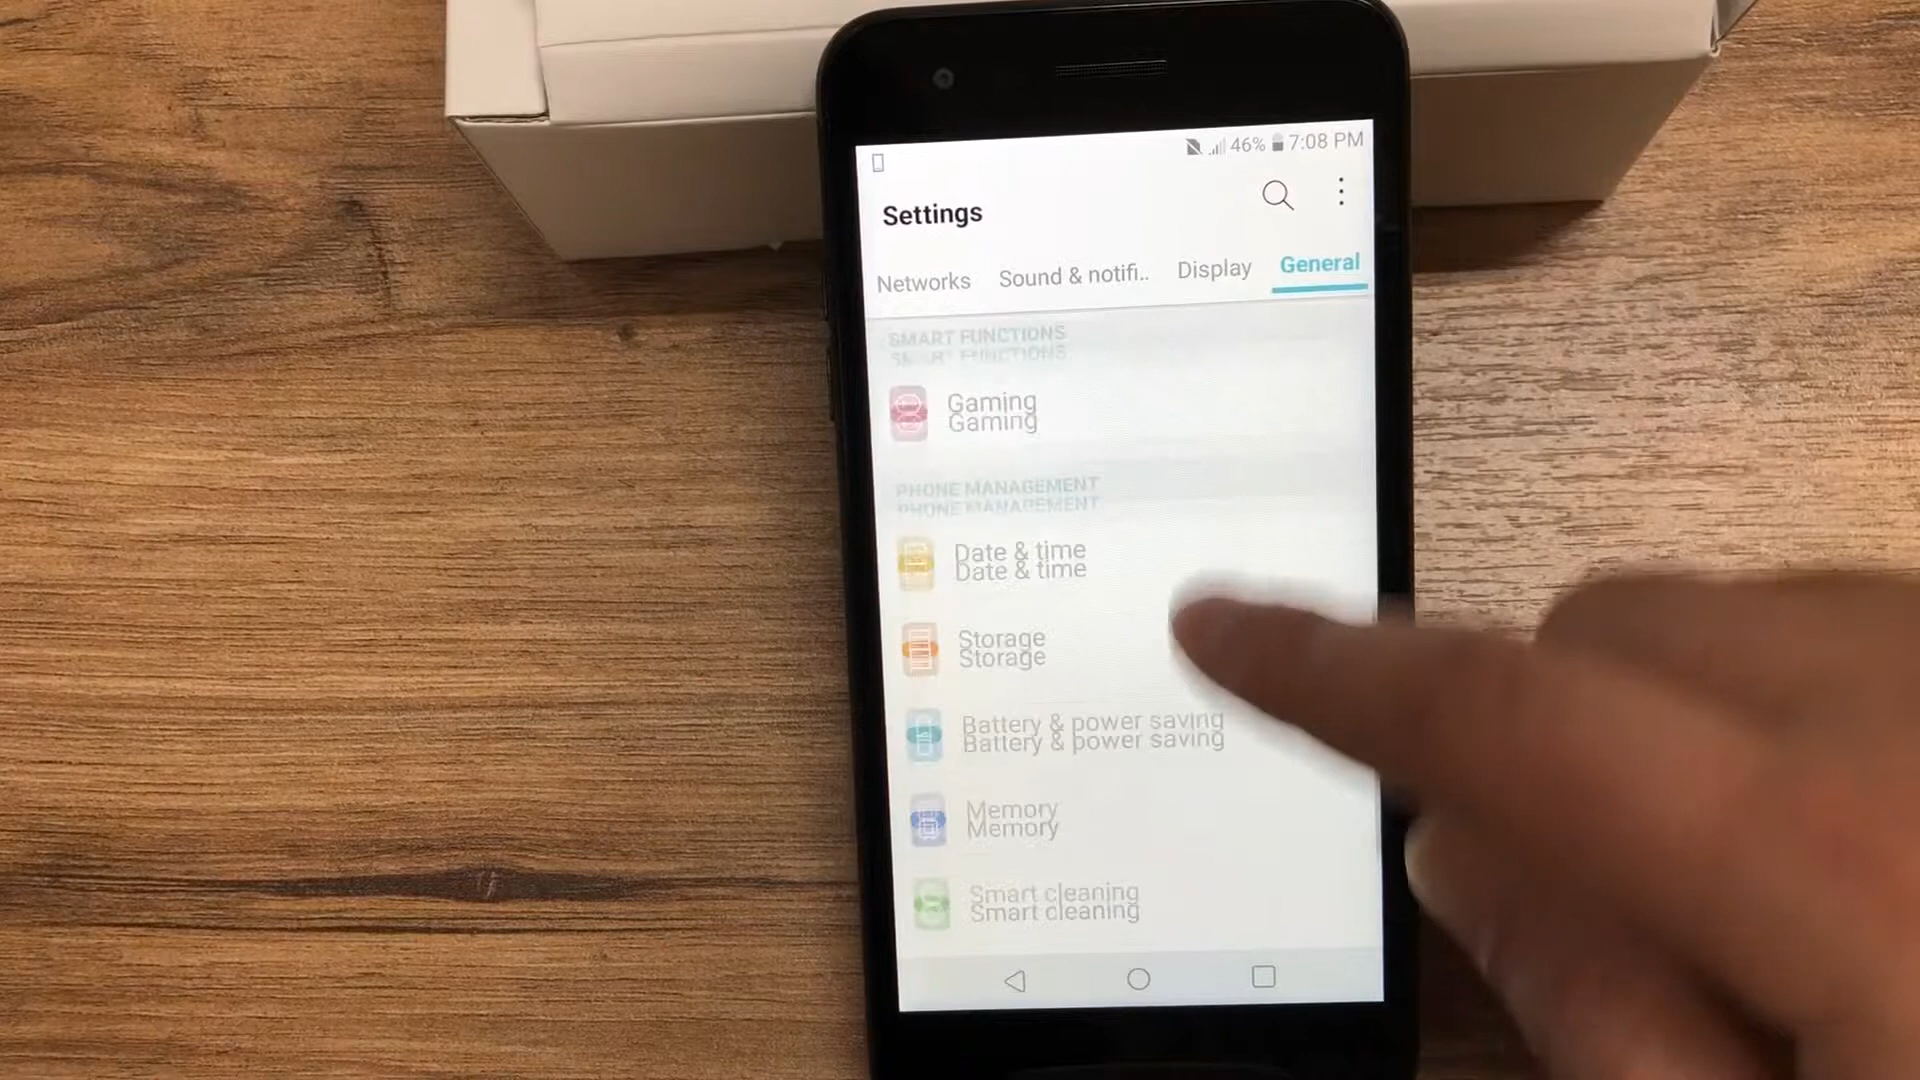 46% 7:08 PM
Settings
Networks Sound & notifi.. Display General
SMART FUNCTIONS
Gaming
PHONE MANAGEMENT
Date & time
Storage
Battery & power saving
Memory
Smart cleaning